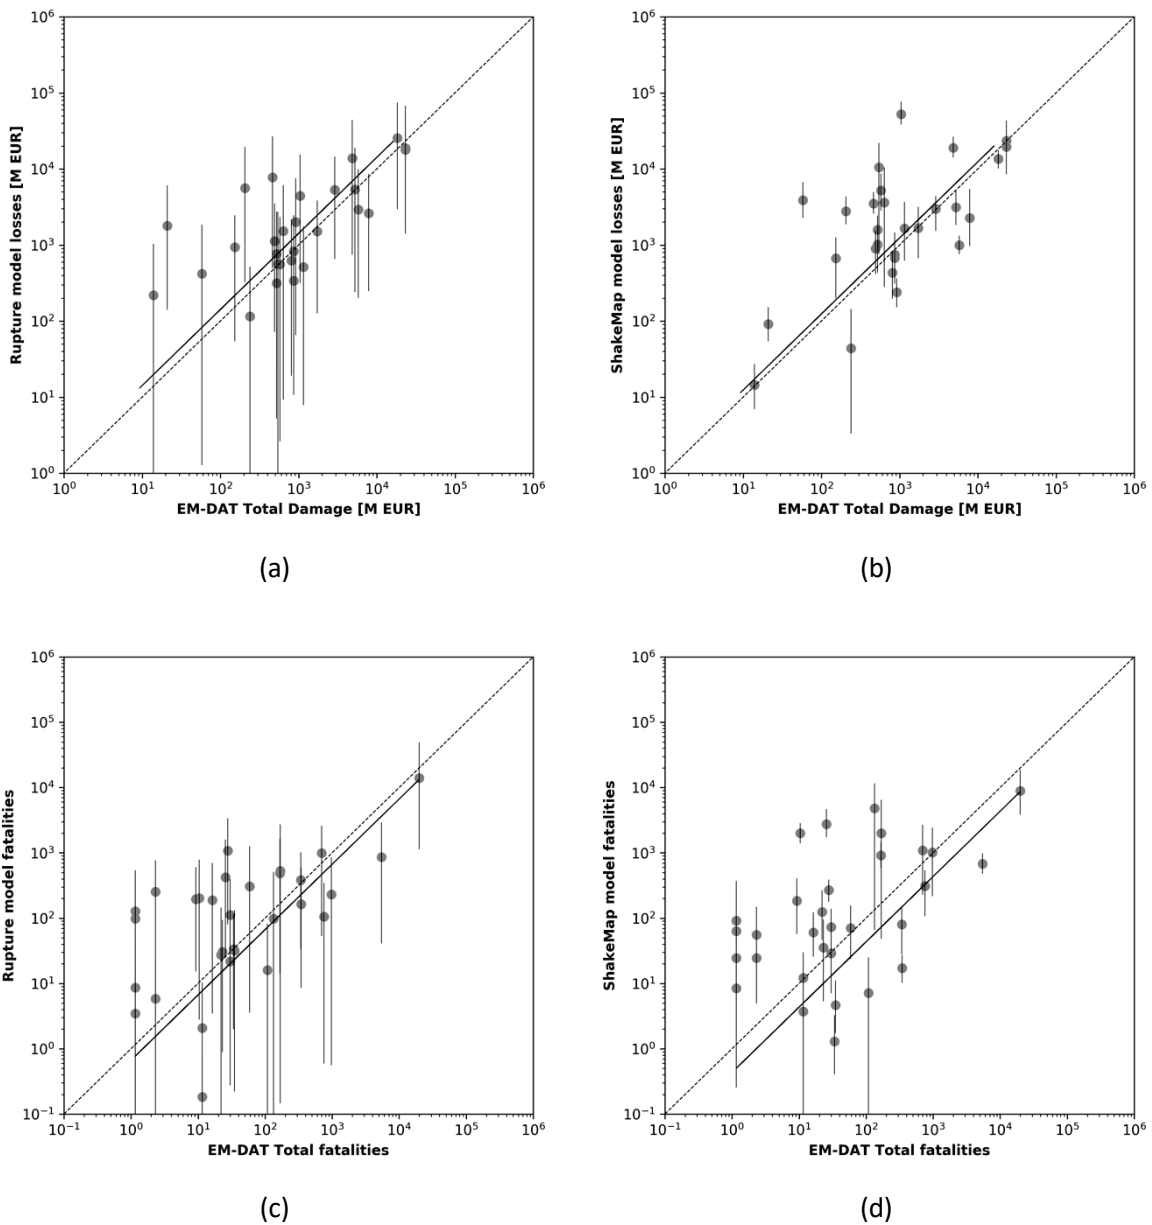 10^6
10^5
10^4
10^3
10^2
10^1
10^0
Rupture model losses [M EUR]
10^0 10^1 10^2 10^3 10^4 10^5 10^6
EM-DAT Total Damage [M EUR]
(a)
10^6
10^5
10^4
10^3
10^2
10^1
10^0
ShakeMap model losses [M EUR]
10^0 10^1 10^2 10^3 10^4 10^5 10^6
EM-DAT Total Damage [M EUR]
(b)
10^6
10^5
10^4
10^3
10^2
10^1
10^0
10^−1
Rupture model fatalities
10^−1 10^0 10^1 10^2 10^3 10^4 10^5 10^6
EM-DAT Total fatalities
(c)
10^6
10^5
10^4
10^3
10^2
10^1
10^0
10^−1
ShakeMap model fatalities
10^−1 10^0 10^1 10^2 10^3 10^4 10^5 10^6
EM-DAT Total fatalities
(d)